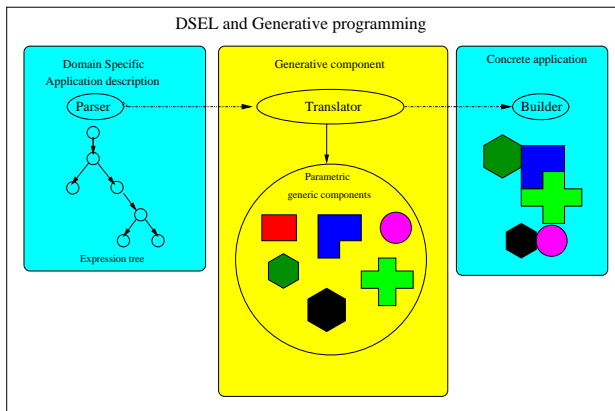 DSEL and Generative programming
Domain Specific
Application description
Parser
Expression tree
Generative component
Translator
Parametric
generic components
Concrete application
Builder